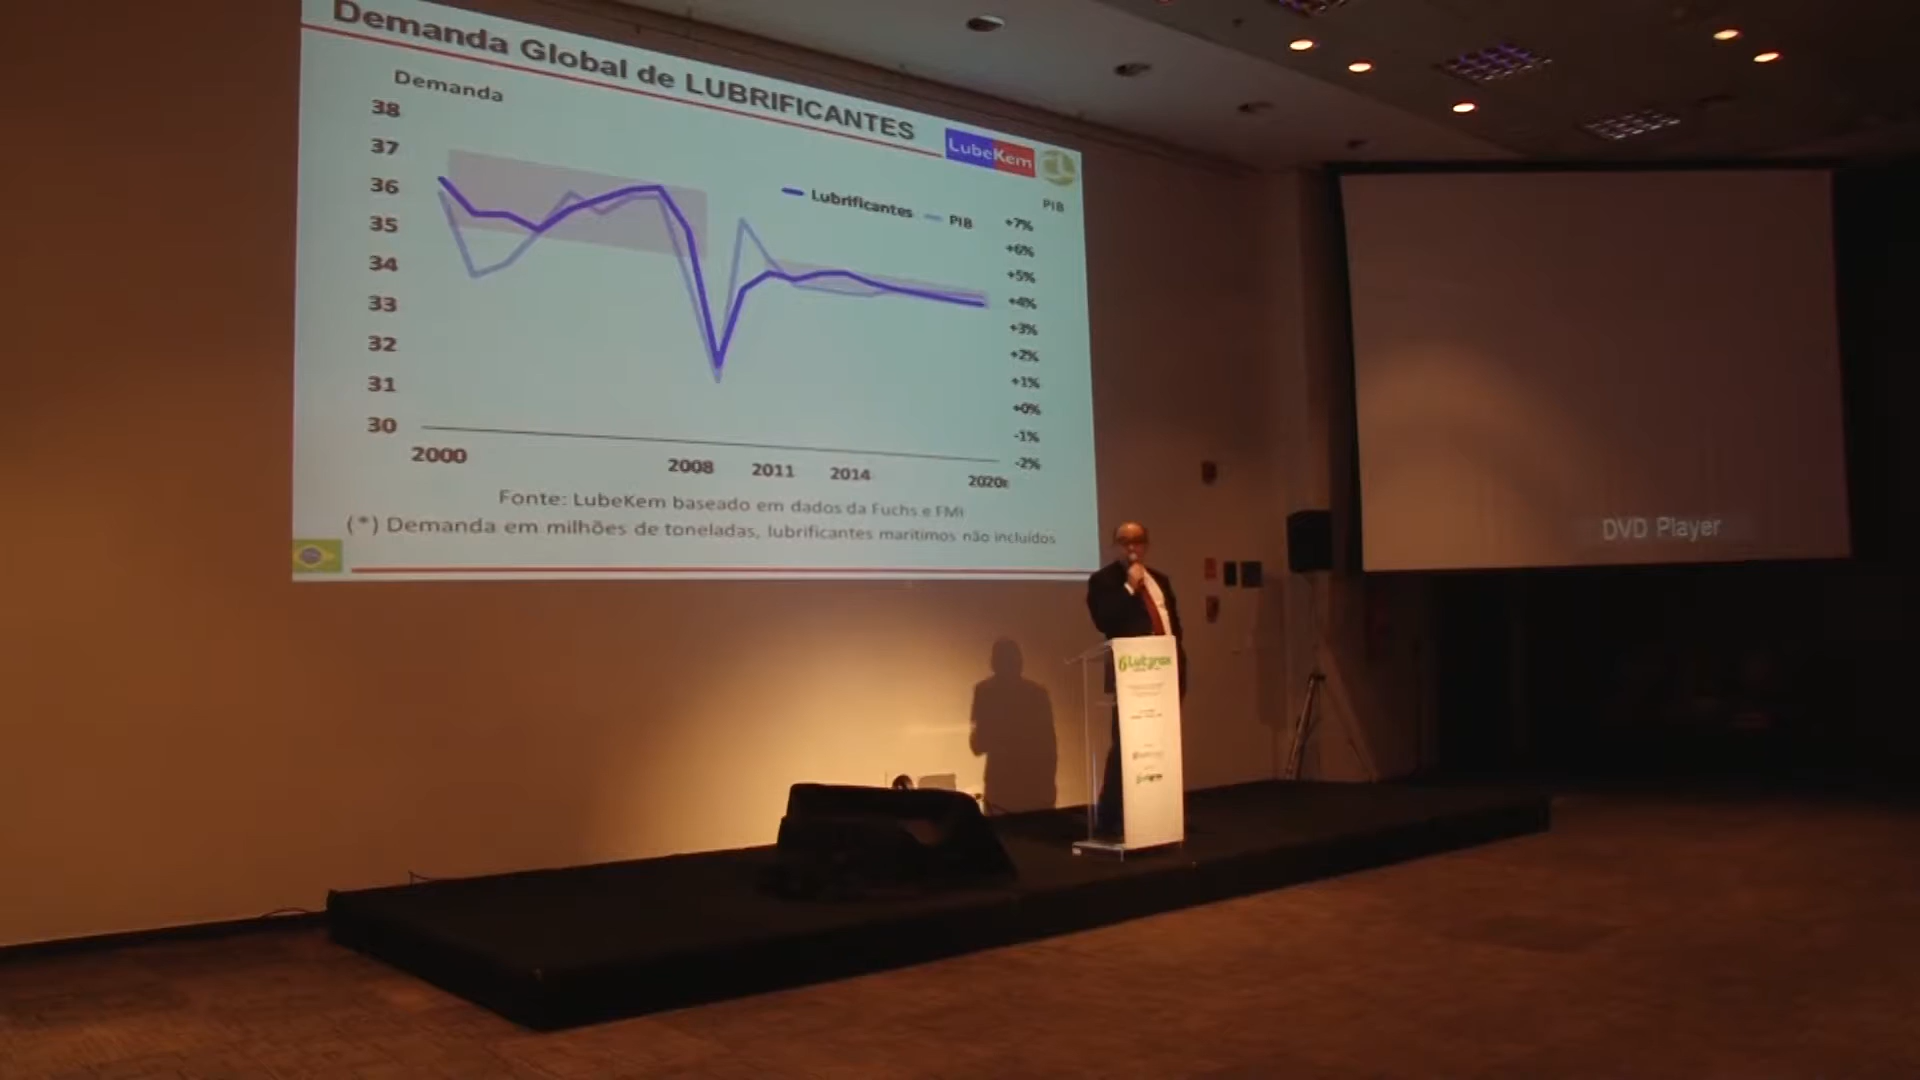 Demanda Global de LUBRIFICANTES
LubeKem
Demanda
38
37
36
35
34
33
32
31
30
Lubrificantes
PIB
PIB
+7%
+6%
+5%
+4%
+3%
+2%
+1%
+0%
-1%
-2%
2000
2008
2011
2014
2020
Fonte: LubeKem baseado em dados da Fuchs e FMI
(*) Demanda em milhões de toneladas, lubrificantes marítimos não incluídos
DVD Player